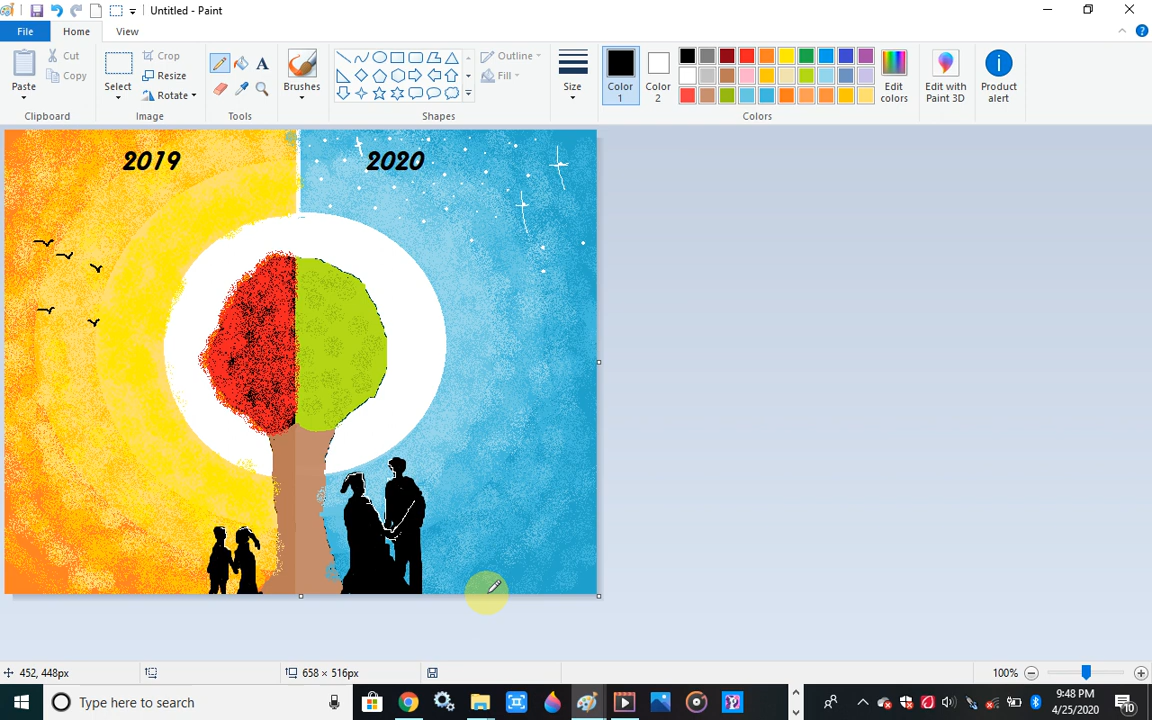 Untitled - Paint
File
Home
View
Paste
Cut
Copy
Clipboard
Select
Crop
Resize
Rotate
Image
Tools
Brushes
Outline
Fill
Shapes
Size
Color
1
Color
2
Edit
colors
Colors
Edit with
Paint 3D
Product
alert
2019
2020
452, 448px
658 × 516px
100%
Type here to search
9:48 PM
4/25/2020
10